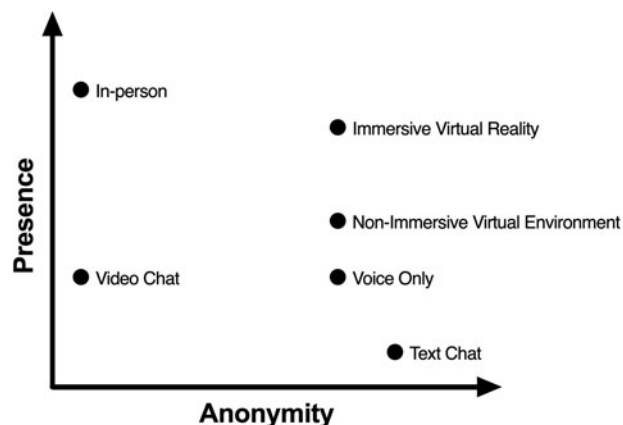 In-person
Immersive Virtual Reality
Non-Immersive Virtual Environment
Presence
Video Chat
Voice Only
Text Chat
Anonymity